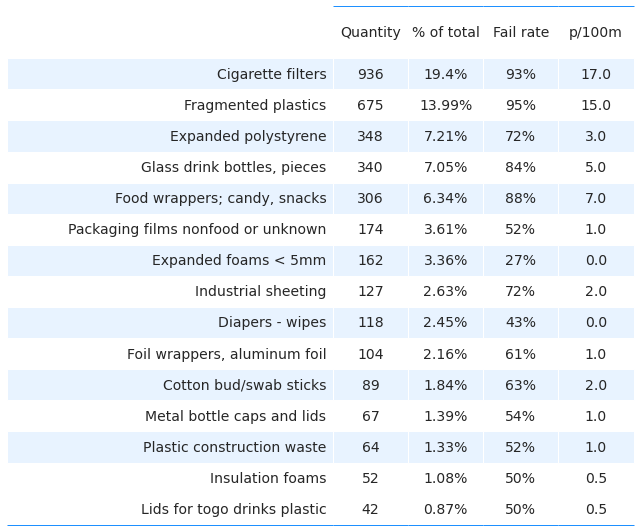 Quantity % of total Fail rate p/100m
Cigarette filters 936 19.4% 93% 17.0
Fragmented plastics 675 13.99% 95% 15.0
Expanded polystyrene 348 7.21% 72% 3.0
Glass drink bottles, pieces 340 7.05% 84% 5.0
Food wrappers; candy, snacks 306 6.34% 88% 7.0
Packaging films nonfood or unknown 174 3.61% 52% 1.0
Expanded foams < 5mm 162 3.36% 27% 0.0
Industrial sheeting 127 2.63% 72% 2.0
Diapers - wipes 118 2.45% 43% 0.0
Foil wrappers, aluminum foil 104 2.16% 61% 1.0
Cotton bud/swab sticks 89 1.84% 63% 2.0
Metal bottle caps and lids 67 1.39% 54% 1.0
Plastic construction waste 64 1.33% 52% 1.0
Insulation foams 52 1.08% 50% 0.5
Lids for togo drinks plastic 42 0.87% 50% 0.5